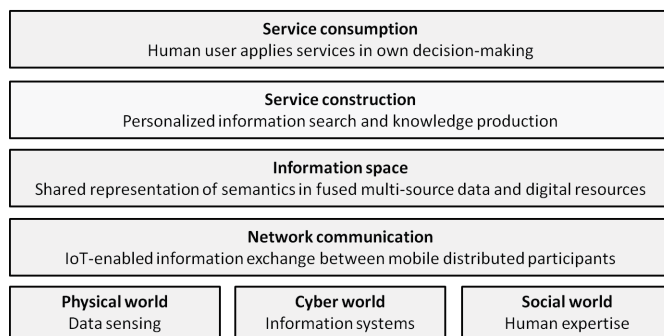 Service consumption
Human user applies services in own decision-making
Service construction
Personalized information search and knowledge production
Information space
Shared representation of semantics in fused multi-source data and digital resources
Network communication
IoT-enabled information exchange between mobile distributed participants
Physical world
Data sensing
Cyber world
Information systems
Social world
Human expertise